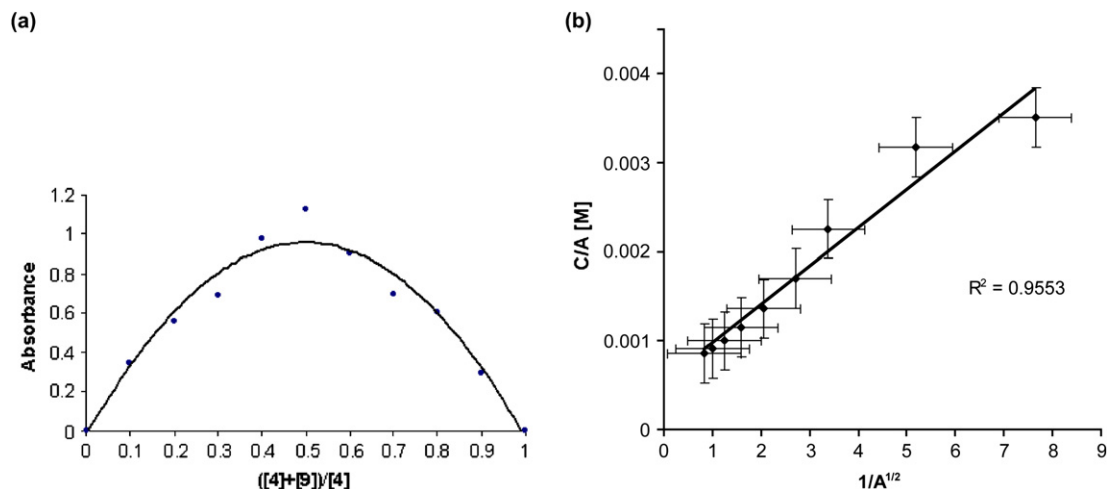 (a)
Absorbance
1.2
1
0.8
0.6
0.4
0.2
0
0 0.1 0.2 0.3 0.4 0.5 0.6 0.7 0.8 0.9 1
([4]+[9])/[4]
(b)
C/A [M]
0.004
0.003
0.002
0.001
0
R² = 0.9553
0 1 2 3 4 5 6 7 8 9
1/A^{1/2}